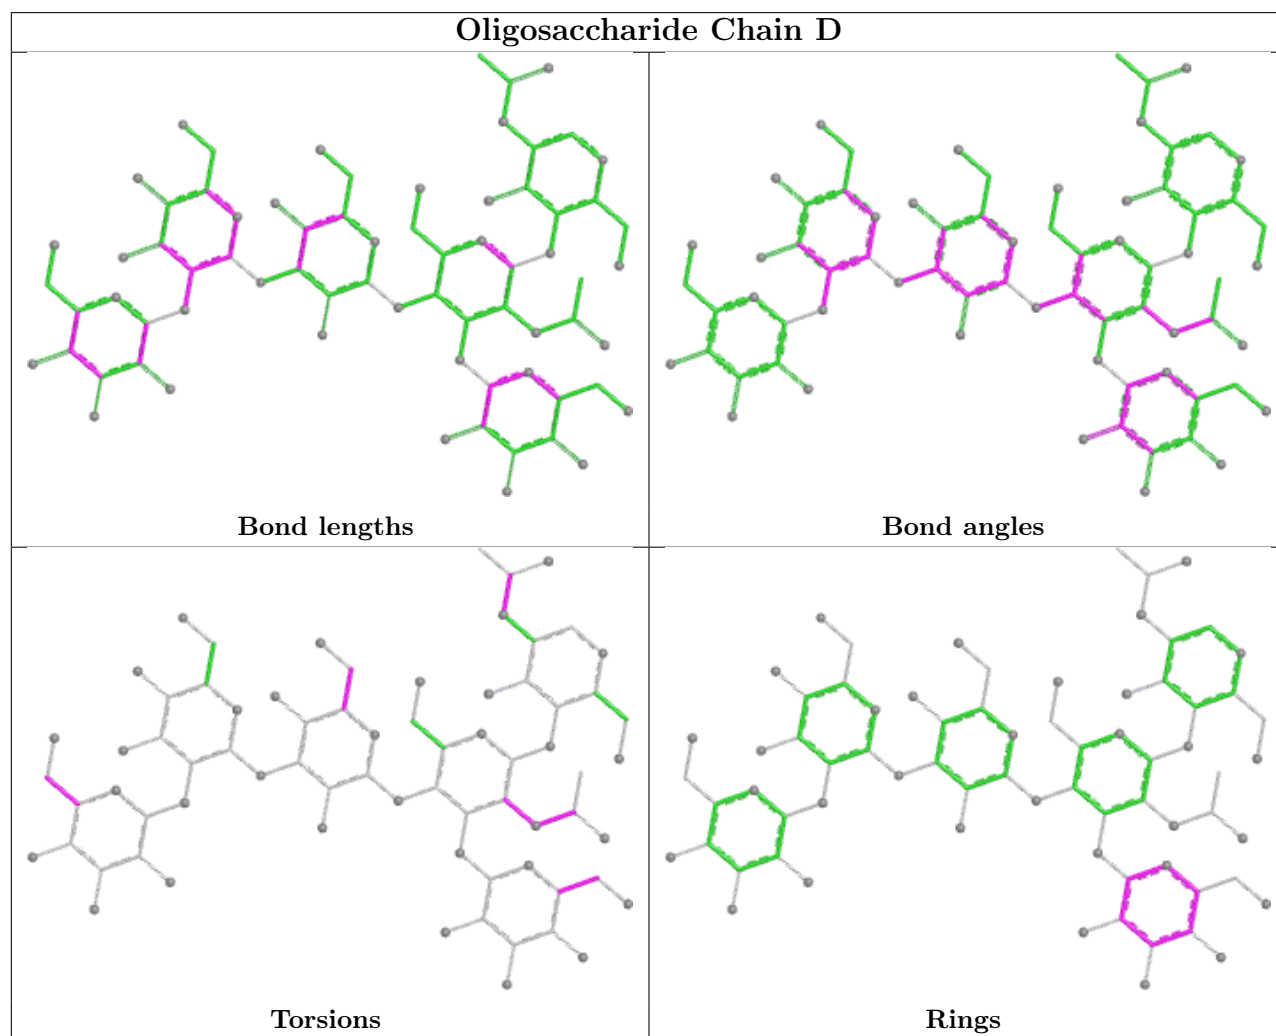 Oligosaccharide Chain D
Bond lengths
Bond angles
Torsions
Rings